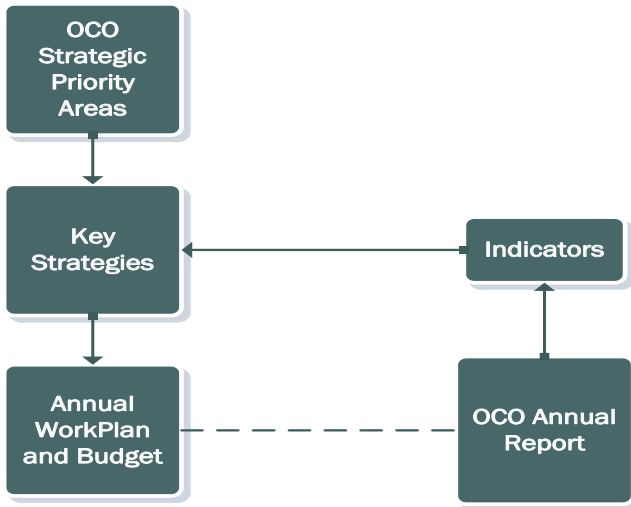 OCO
Strategic
Priority
Areas
Key
Strategies
Indicators
Annual
WorkPlan
and Budget
OCO Annual
Report